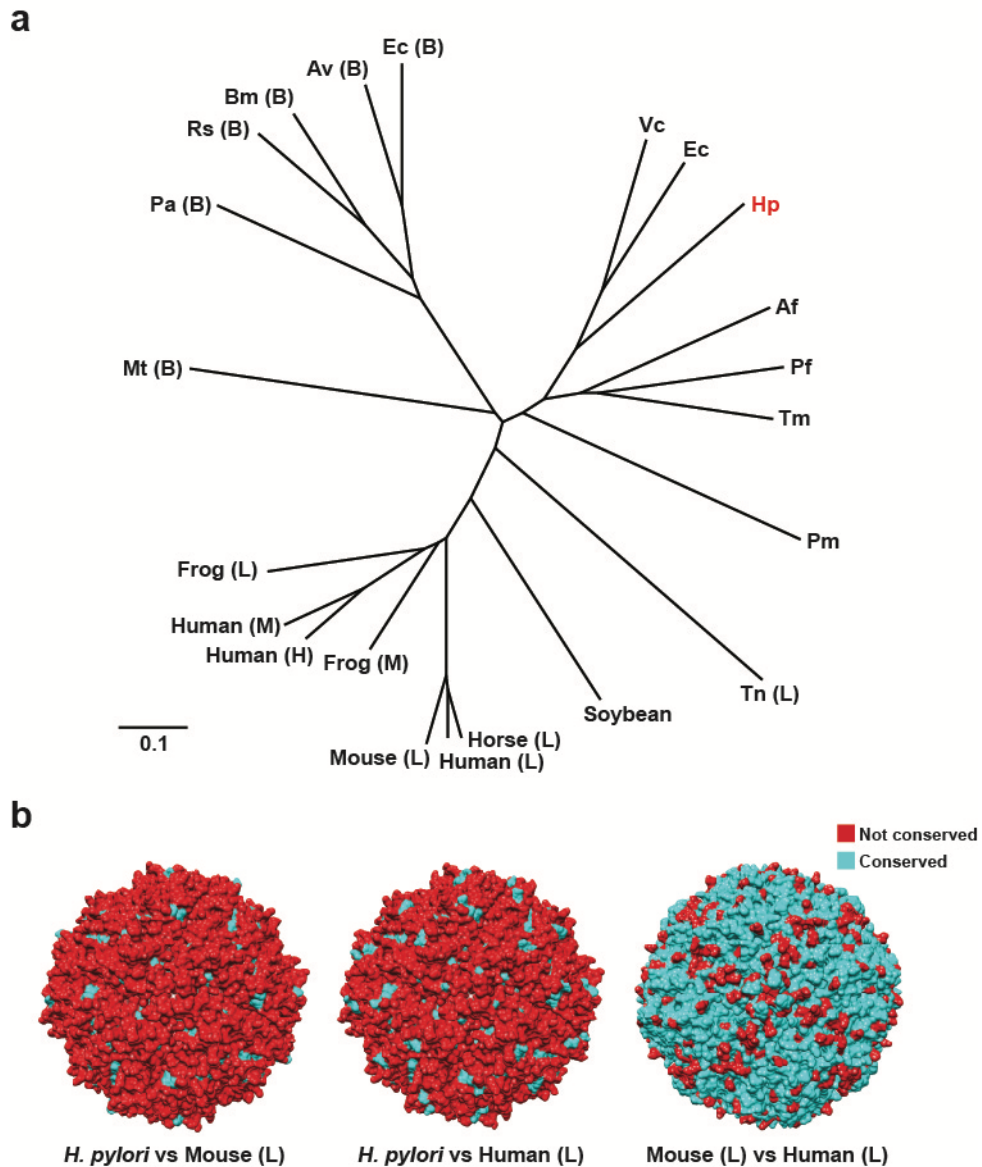 a
Ec (B)
Av (B)
Bm (B)
Rs (B)
Pa (B)
Mt (B)
Vc
Ec
Hp
Af
Pf
Tm
Pm
Tn (L)
Soybean
Horse (L)
Human (L)
Mouse (L)
Frog (M)
Human (H)
Human (M)
Frog (L)
0.1
b
Not conserved
Conserved
H. pylori vs Mouse (L)
H. pylori vs Human (L)
Mouse (L) vs Human (L)